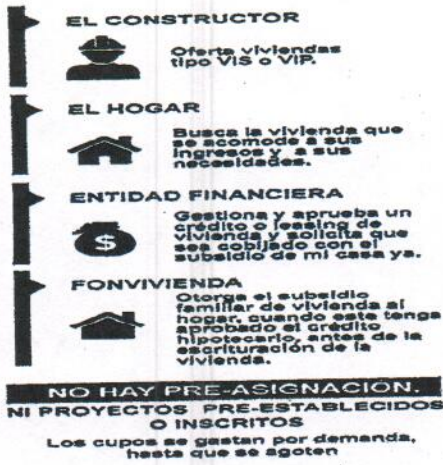 EL CONSTRUCTOR
Oferta viviendas
tipo VIS o VIP.
EL HOGAR
Busca la vivienda que
se acomode a sus
ingresos y a sus
necesidades.
ENTIDAD FINANCIERA
Gestiona y aprueba un
crédito o leasing de
vivienda y solicita que
sea cobijado con el
subsidio de mi casa ya.
$
FONVIVIENDA
Otorga el subsidio
familiar de vivienda al
hogar, cuando este tenga
aprobado el crédito
hipotecario, antes de la
escrituración de la
vivienda.
NO HAY PRE-ASIGNACIÓN.
NI PROYECTOS PRE-ESTABLECIDOS
O INSCRITOS
Los cupos se gastan por demanda,
hasta que se agoten